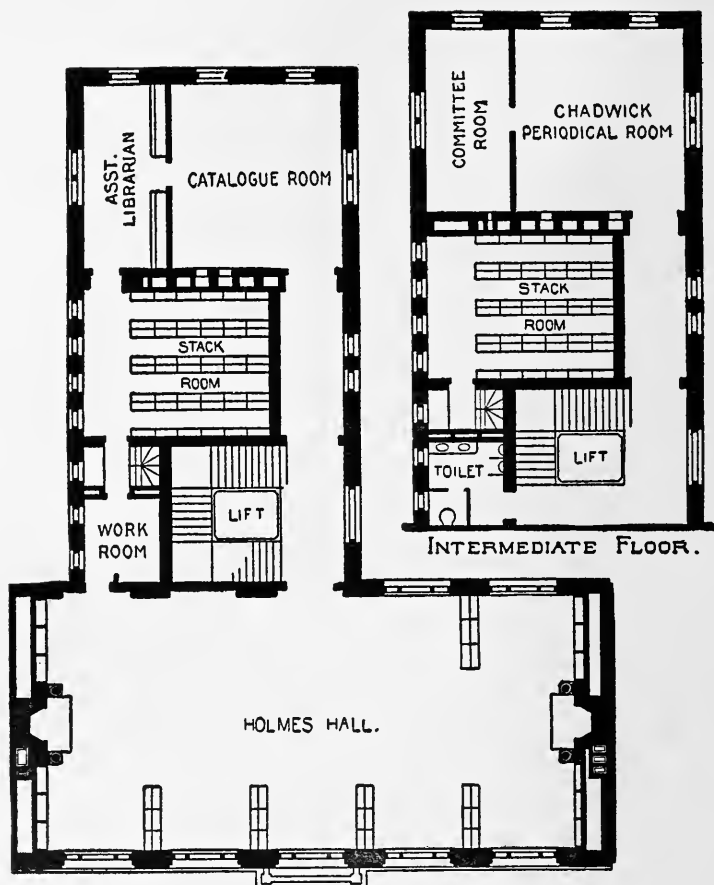 ASST.
LIBRARIAN
CATALOGUE ROOM
STACK
ROOM
LIFT
WORK
ROOM
HOLMES HALL.
COMMITTEE
ROOM
CHADWICK
PERIODICAL ROOM
STACK
ROOM
TOILET
LIFT
INTERMEDIATE FLOOR.